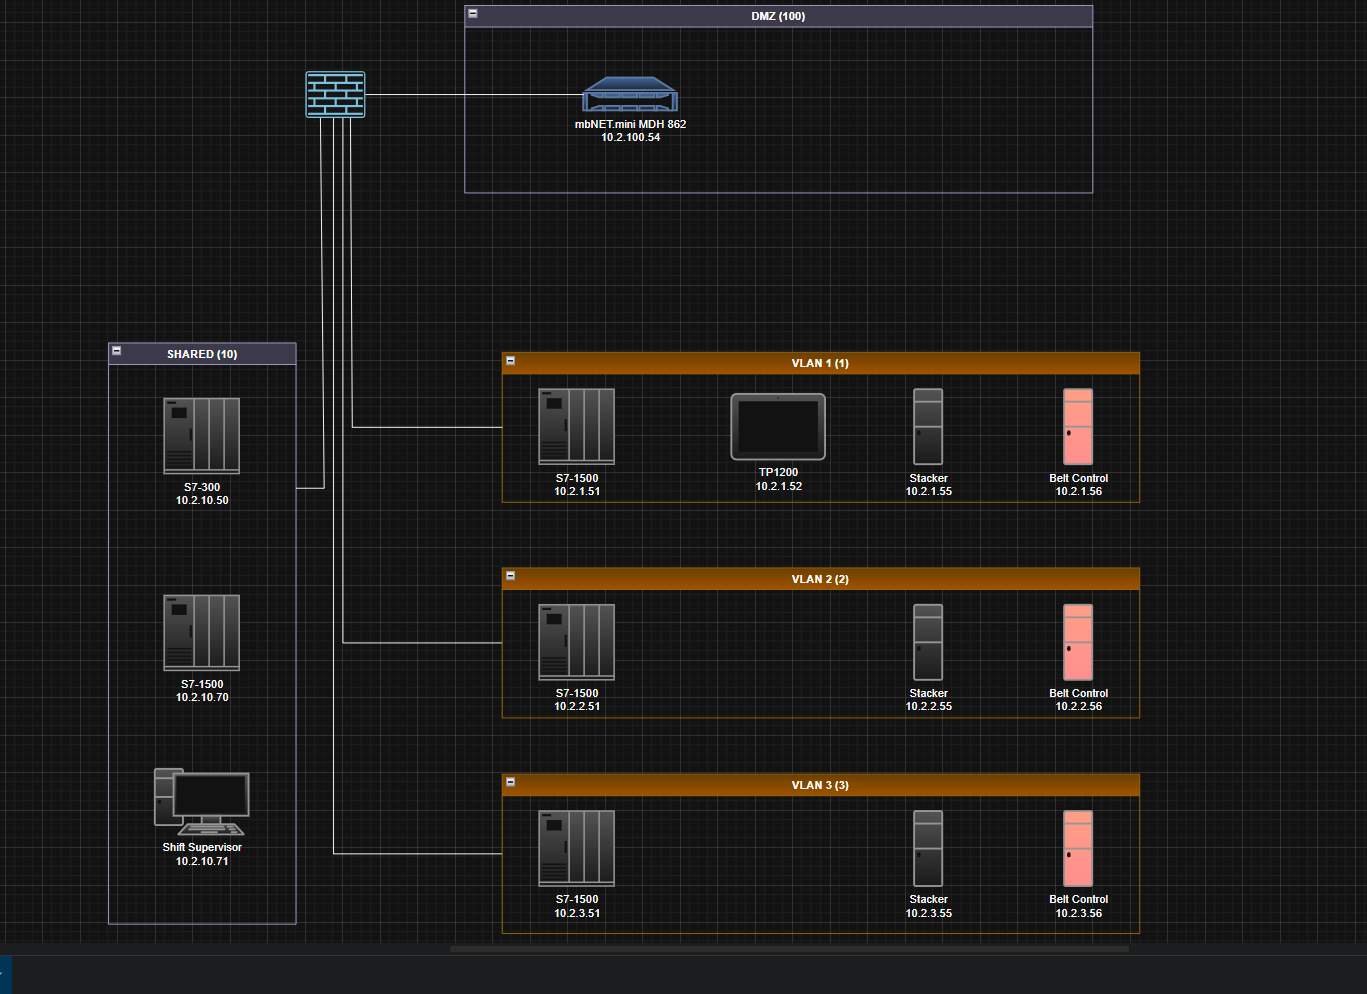 DMZ (100)
mbNET.mini MDH 862
10.2.100.54
SHARED (10)
S7-300
10.2.10.50
S7-1500
10.2.10.70
Shift Supervisor
10.2.10.71
VLAN 1 (1)
S7-1500
10.2.1.51
TP1200
10.2.1.52
Stacker
10.2.1.55
Belt Control
10.2.1.56
VLAN 2 (2)
S7-1500
10.2.2.51
Stacker
10.2.2.55
Belt Control
10.2.2.56
VLAN 3 (3)
S7-1500
10.2.3.51
Stacker
10.2.3.55
Belt Control
10.2.3.56